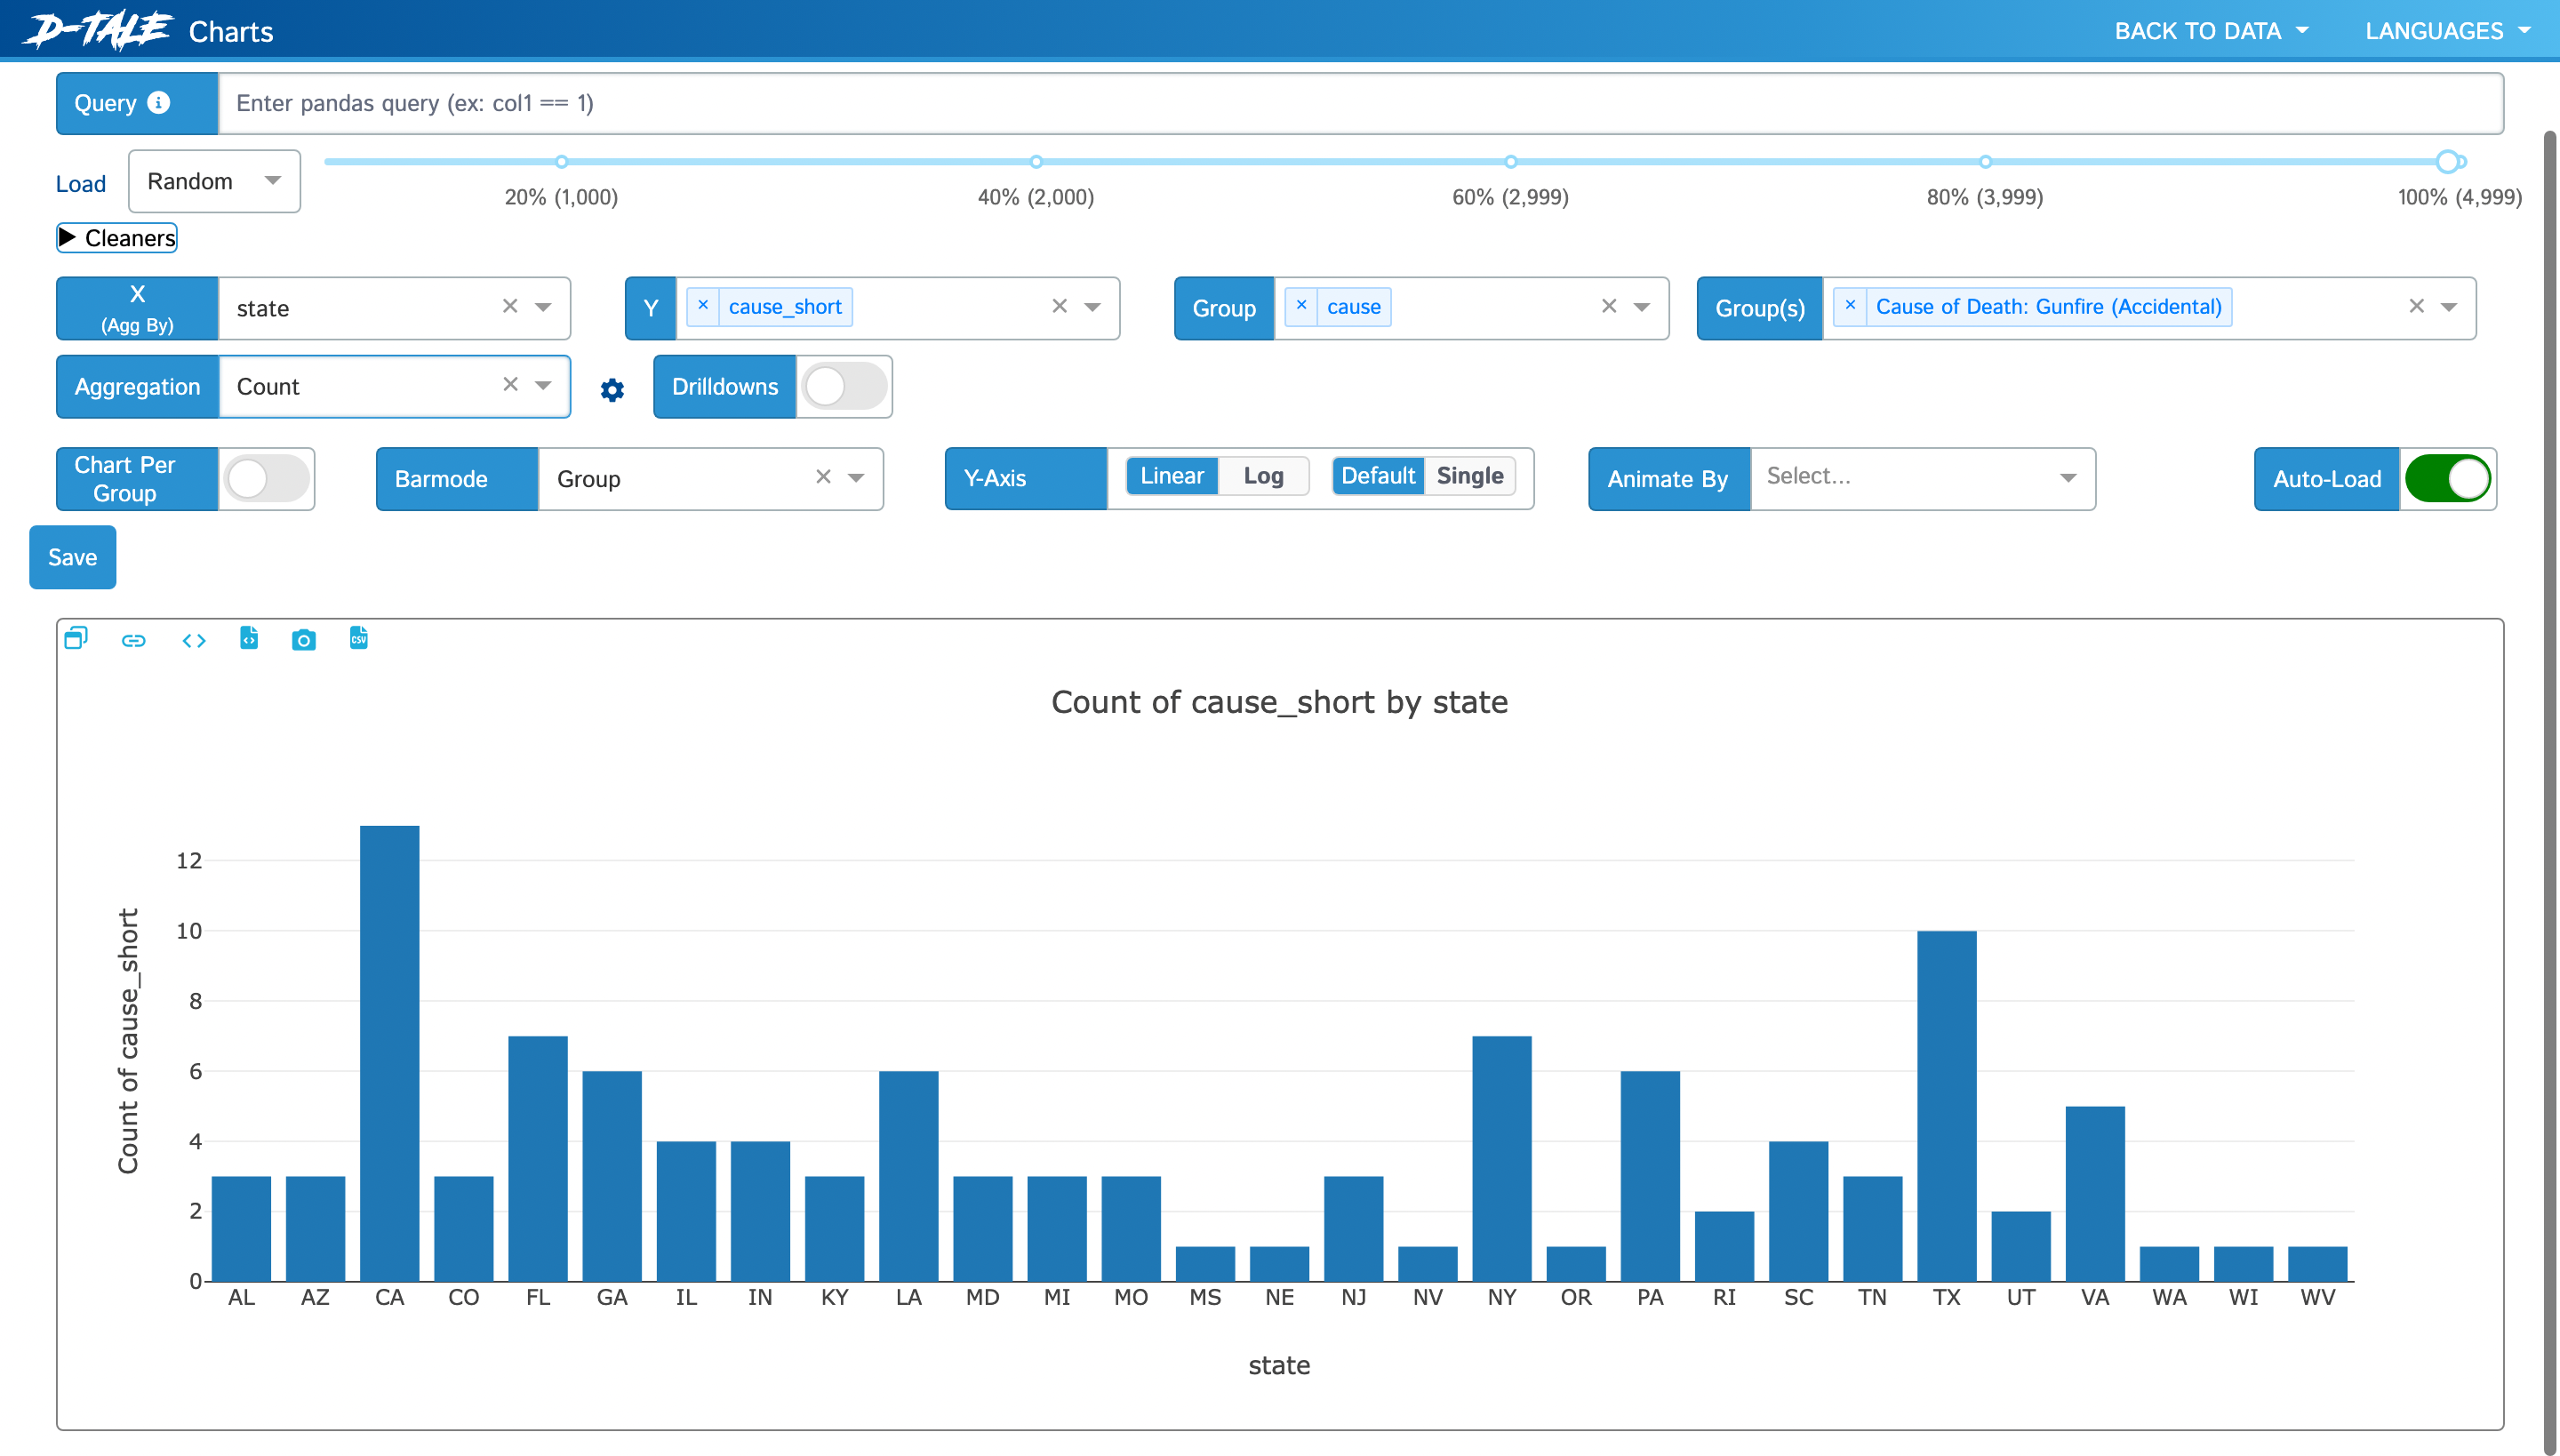 D-TALE Charts BACK TO DATA LANGUAGES
Query Enter pandas query (ex: col1 == 1)
Load Random
20% (1,000) 40% (2,000) 60% (2,999) 80% (3,999) 100% (4,999)
Cleaners
X (Agg By) state × Y × cause_short × Group × cause × Group(s) × Cause of Death: Gunfire (Accidental) ×
Aggregation Count × Drilldowns
Chart Per Group Barmode Group × Y-Axis Linear Log Default Single Animate By Select... Auto-Load
Save
CSV
Count of cause_short by state
Count of cause_short
12
10
8
6
4
2
0
AL AZ CA CO FL GA IL IN KY LA MD MI MO MS NE NJ NV NY OR PA RI SC TN TX UT VA WA WI WV
state